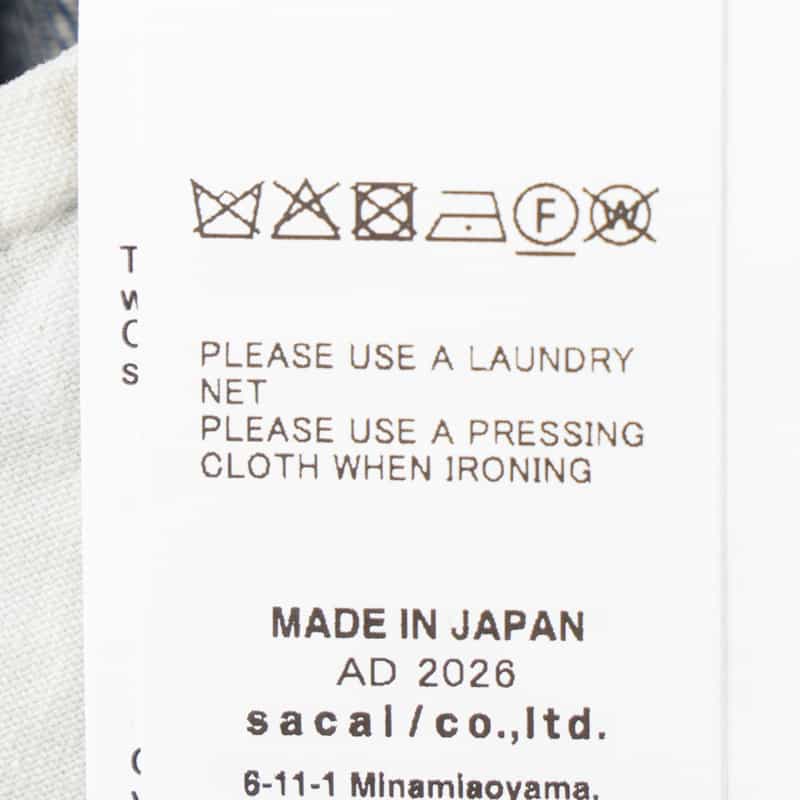 T
w
s
F
W
PLEASE USE A LAUNDRY
NET
PLEASE USE A PRESSING
CLOTH WHEN IRONING
MADE IN JAPAN
AD 2026
sacai/co.,ltd.
6-11-1 Minamiaoyama,